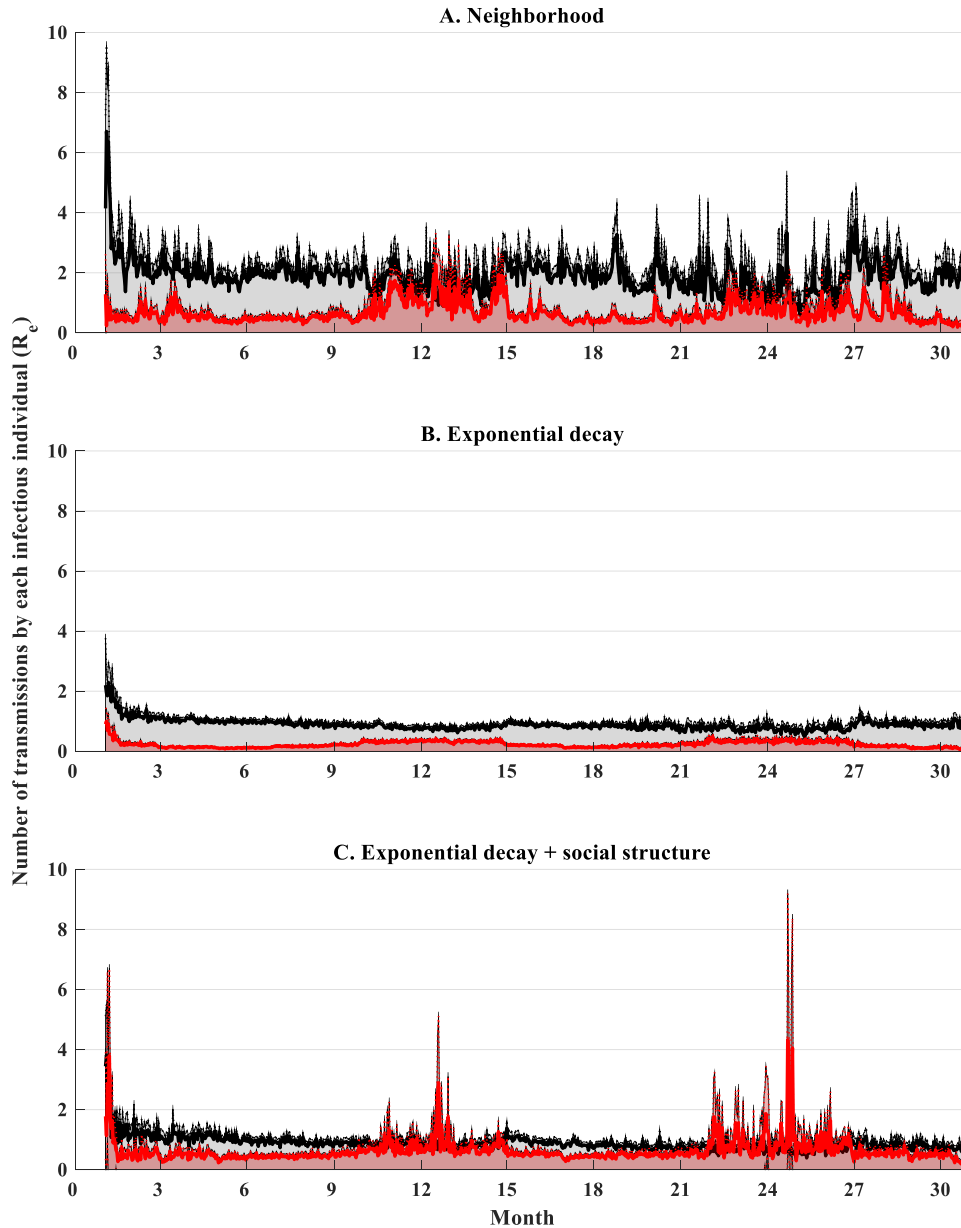 A. Neighborhood
10
8
6
4
2
0
0 3 6 9 12 15 18 21 24 27 30
Number of transmissions by each infectious individual (Re)
B. Exponential decay
10
8
6
4
2
0
0 3 6 9 12 15 18 21 24 27 30
C. Exponential decay + social structure
10
8
6
4
2
0
0 3 6 9 12 15 18 21 24 27 30
Month